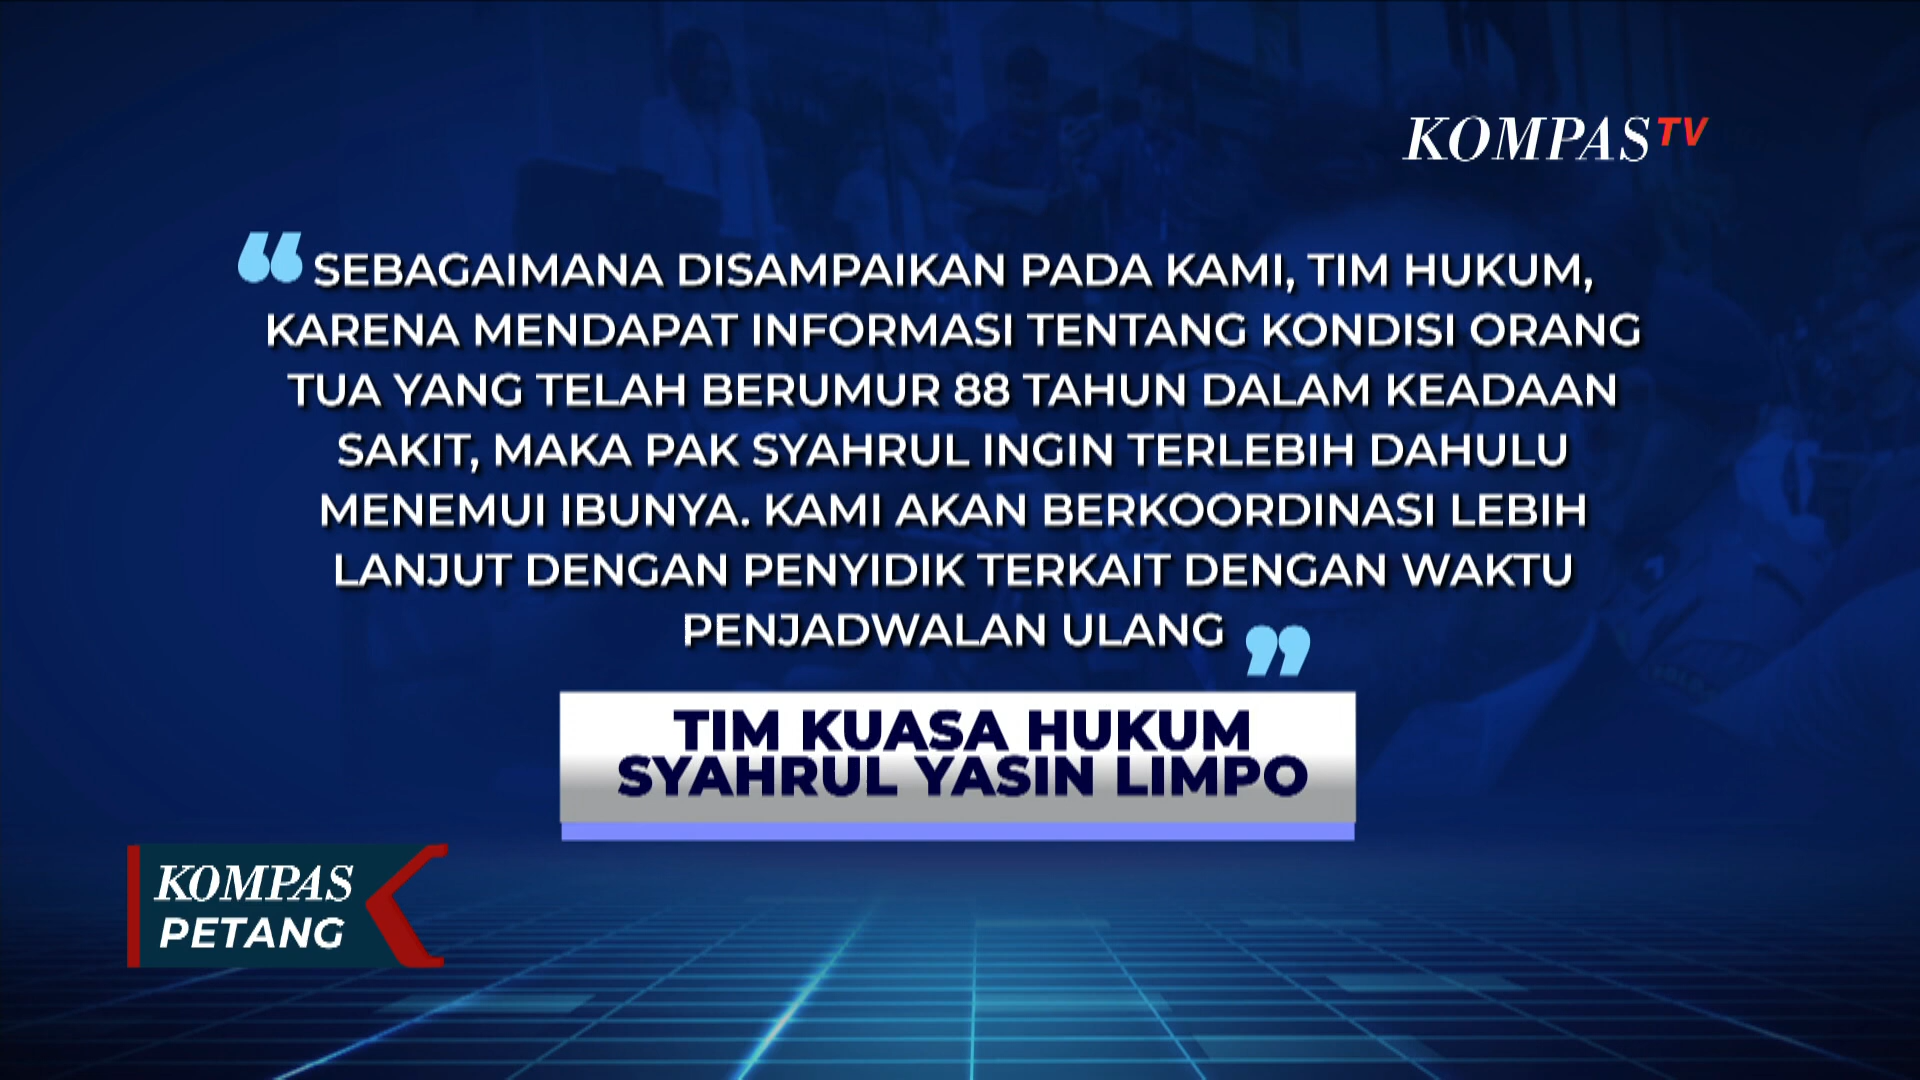 KOMPAS TV
“SEBAGAIMANA DISAMPAIKAN PADA KAMI, TIM HUKUM,
KARENA MENDAPAT INFORMASI TENTANG KONDISI ORANG
TUA YANG TELAH BERUMUR 88 TAHUN DALAM KEADAAN
SAKIT, MAKA PAK SYAHRUL INGIN TERLEBIH DAHULU
MENEMUI IBUNYA. KAMI AKAN BERKOORDINASI LEBIH
LANJUT DENGAN PENYIDIK TERKAIT DENGAN WAKTU
PENJADWALAN ULANG”
TIM KUASA HUKUM
SYAHRUL YASIN LIMPO
KOMPAS
PETANG